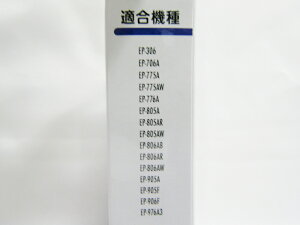 適合機種
EP-306
EP-706A
EP-775A
EP-775AW
EP-776A
EP-805A
EP-805AR
EP-805AW
EP-806AB
EP-806AR
EP-806AW
EP-905A
EP-905F
EP-906F
EP-976A3